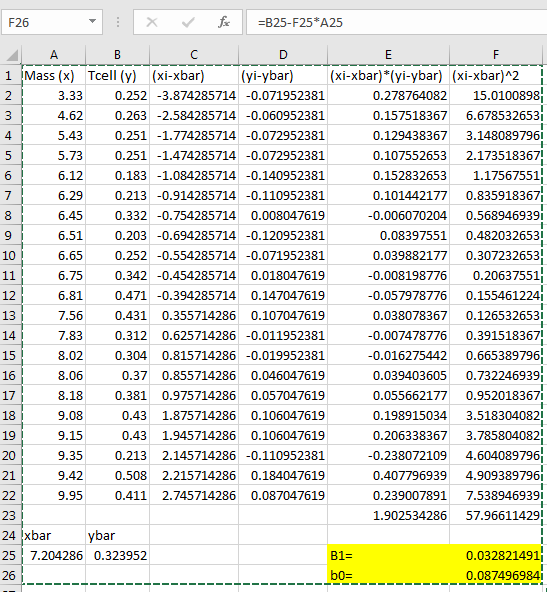 F26 fx =B25-F25*A25
A B C D E F
1 Mass (x) Tcell (y) (xi-xbar) (yi-ybar) (xi-xbar)*(yi-ybar) (xi-xbar)^2
2 3.33 0.252 -3.874285714 -0.071952381 0.278764082 15.0100898
3 4.62 0.263 -2.584285714 -0.060952381 0.157518367 6.678532653
4 5.43 0.251 -1.774285714 -0.072952381 0.129438367 3.148089796
5 5.73 0.251 -1.474285714 -0.072952381 0.107552653 2.173518367
6 6.12 0.183 -1.084285714 -0.140952381 0.152832653 1.17567551
7 6.29 0.213 -0.914285714 -0.110952381 0.101442177 0.835918367
8 6.45 0.332 -0.754285714 0.008047619 -0.006070204 0.568946939
9 6.51 0.203 -0.694285714 -0.120952381 0.08397551 0.482032653
10 6.65 0.252 -0.554285714 -0.071952381 0.039882177 0.307232653
11 6.75 0.342 -0.454285714 0.018047619 -0.008198776 0.20637551
12 6.81 0.471 -0.394285714 0.147047619 -0.057978776 0.155461224
13 7.56 0.431 0.355714286 0.107047619 0.038078367 0.126532653
14 7.83 0.312 0.625714286 -0.011952381 -0.007478776 0.391518367
15 8.02 0.304 0.815714286 -0.019952381 -0.016275442 0.665389796
16 8.06 0.37 0.855714286 0.046047619 0.039403605 0.732246939
17 8.18 0.381 0.975714286 0.057047619 0.055662177 0.952018367
18 9.08 0.43 1.875714286 0.106047619 0.198915034 3.518304082
19 9.15 0.43 1.945714286 0.106047619 0.206338367 3.785804082
20 9.35 0.213 2.145714286 -0.110952381 -0.238072109 4.604089796
21 9.42 0.508 2.215714286 0.184047619 0.407796939 4.909389796
22 9.95 0.411 2.745714286 0.087047619 0.239007891 7.538946939
23 1.902534286 57.96611429
24 xbar ybar
25 7.204286 0.323952 B1= 0.032821491
26 b0= 0.087496984